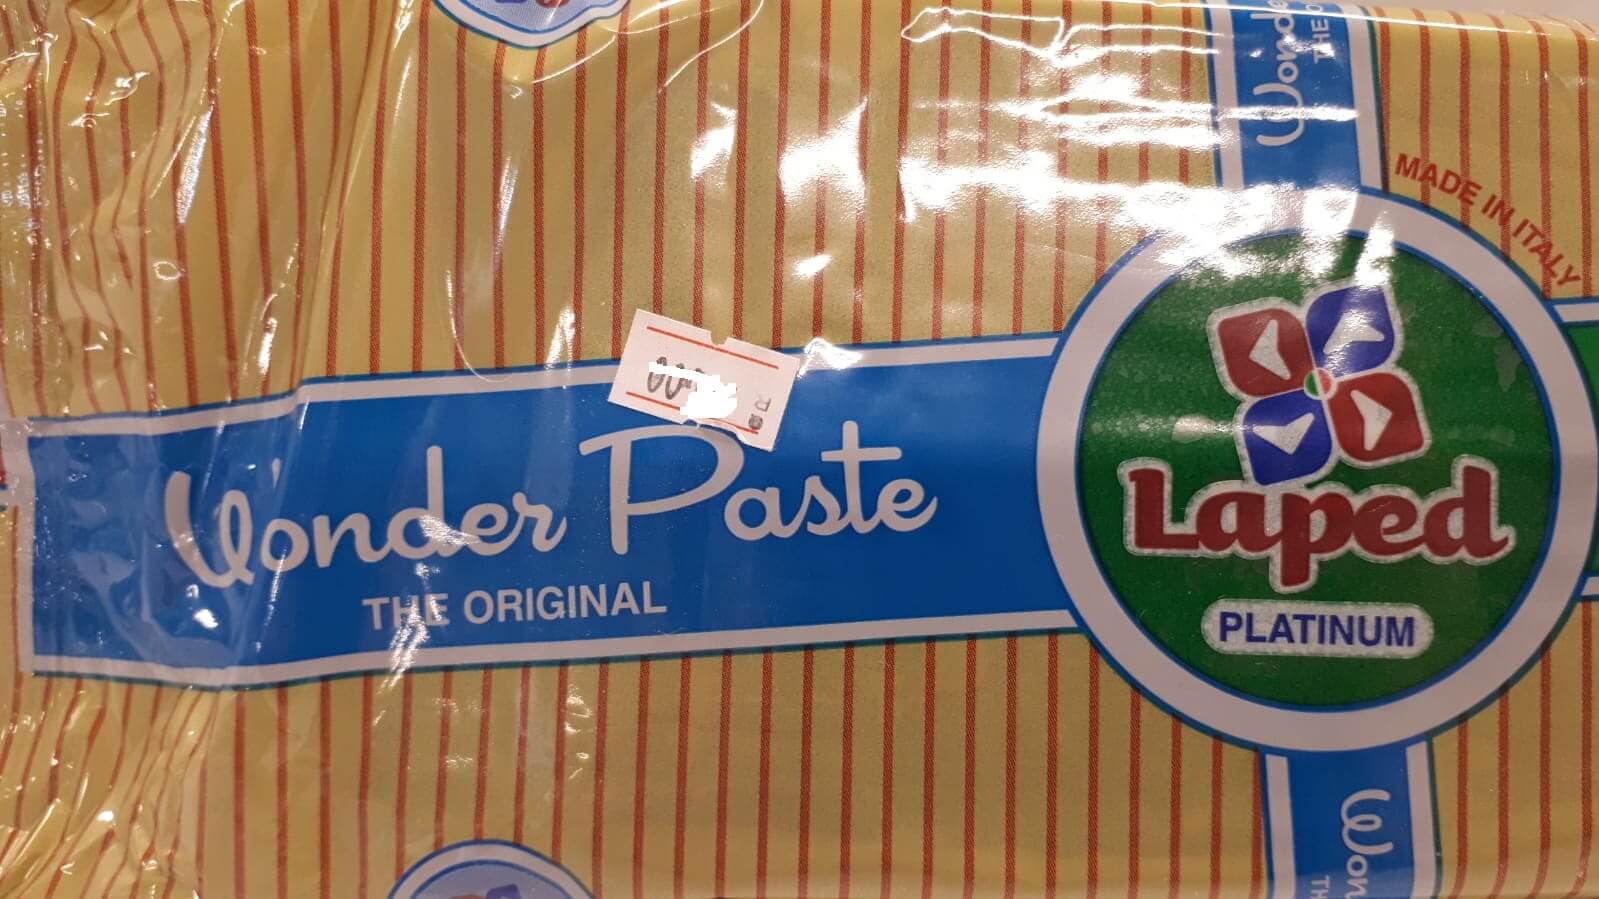 Wonder Paste
THE ORIGINAL
MADE IN ITALY
Laped
PLATINUM